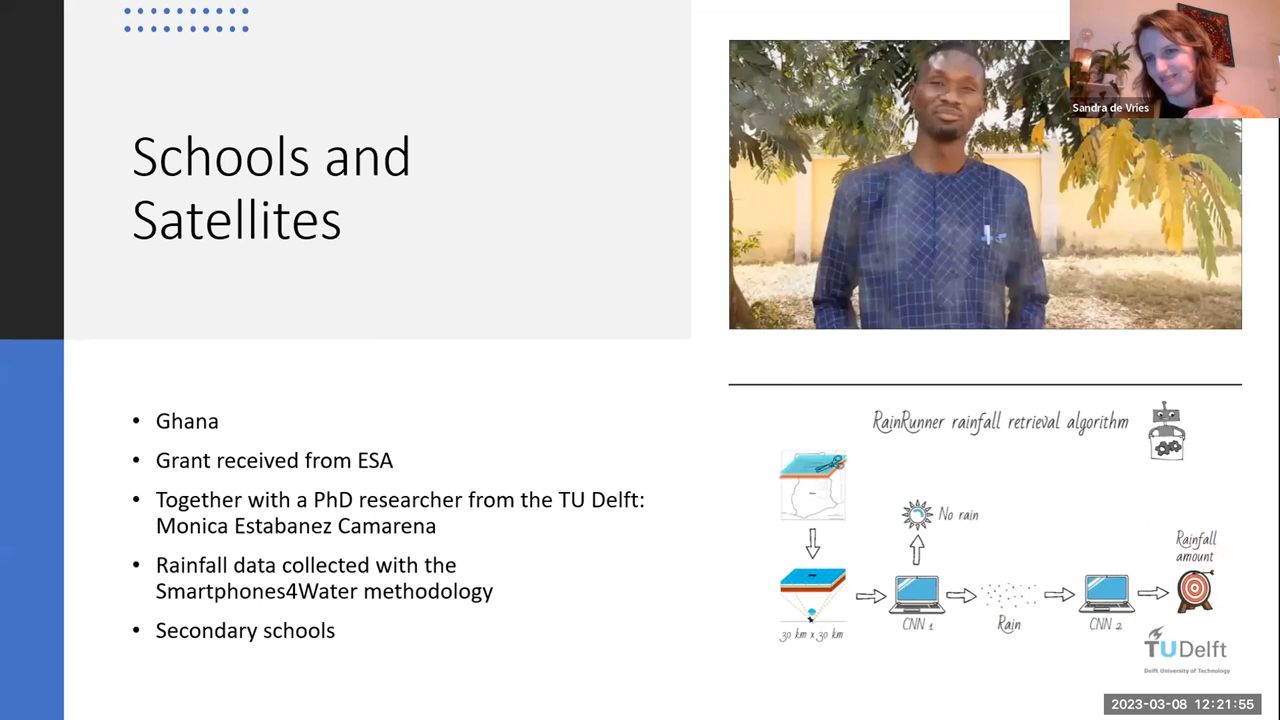 Schools and
Satellites
Sandra de Vries
• Ghana
• Grant received from ESA
• Together with a PhD researcher from the TU Delft:
Monica Estabanez Camarena
• Rainfall data collected with the
Smartphones4Water methodology
• Secondary schools
RainRunner rainfall retrieval algorithm
No rain
Rainfall
amount
30 km x 30 km
CNN 1
Rain
CNN 2
TU Delft
Delft University of Technology
2023-03-08 12:21:55